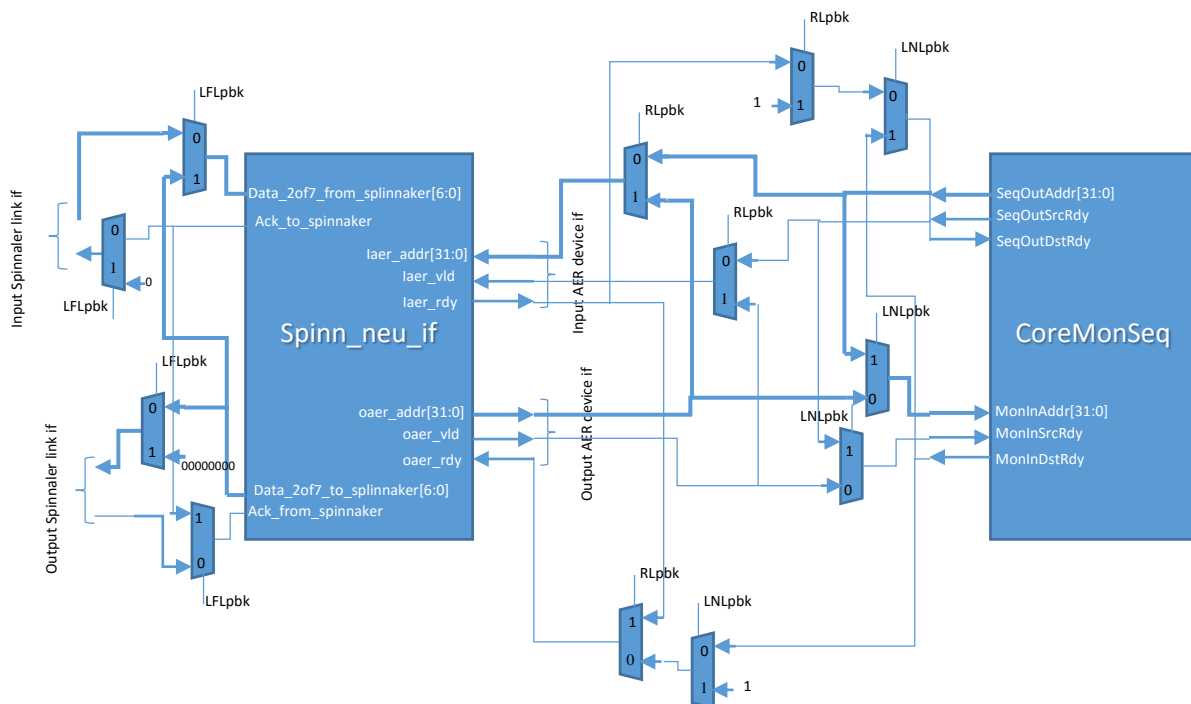 RLpbk
LNLpbk
0
1
1
0
1
LFLpbk
0
1
RLpbk
0
1
Data_2of7_from_splinnaker[6:0]
Ack_to_spinnaker
Iaer_addr[31:0]
Iaer_vld
Iaer_rdy
Spinn_neu_if
oaer_addr[31:0]
oaer_vld
oaer_rdy
Data_2of7_to_splinnaker[6:0]
Ack_from_spinnaker
Input Spinnaler link if
0
1
0
LFLpbk
LFLpbk
0
1
00000000
Output Spinnaler link if
1
0
LFLpbk
Input AER device if
Output AER device if
RLpbk
0
1
LNLpbk
1
0
LNLpbk
1
0
SeqOutAddr[31:0]
SeqOutSrcRdy
SeqOutDstRdy
CoreMonSeq
MonInAddr[31:0]
MonInSrcRdy
MonInDstRdy
RLpbk
1
0
LNLpbk
0
1
1